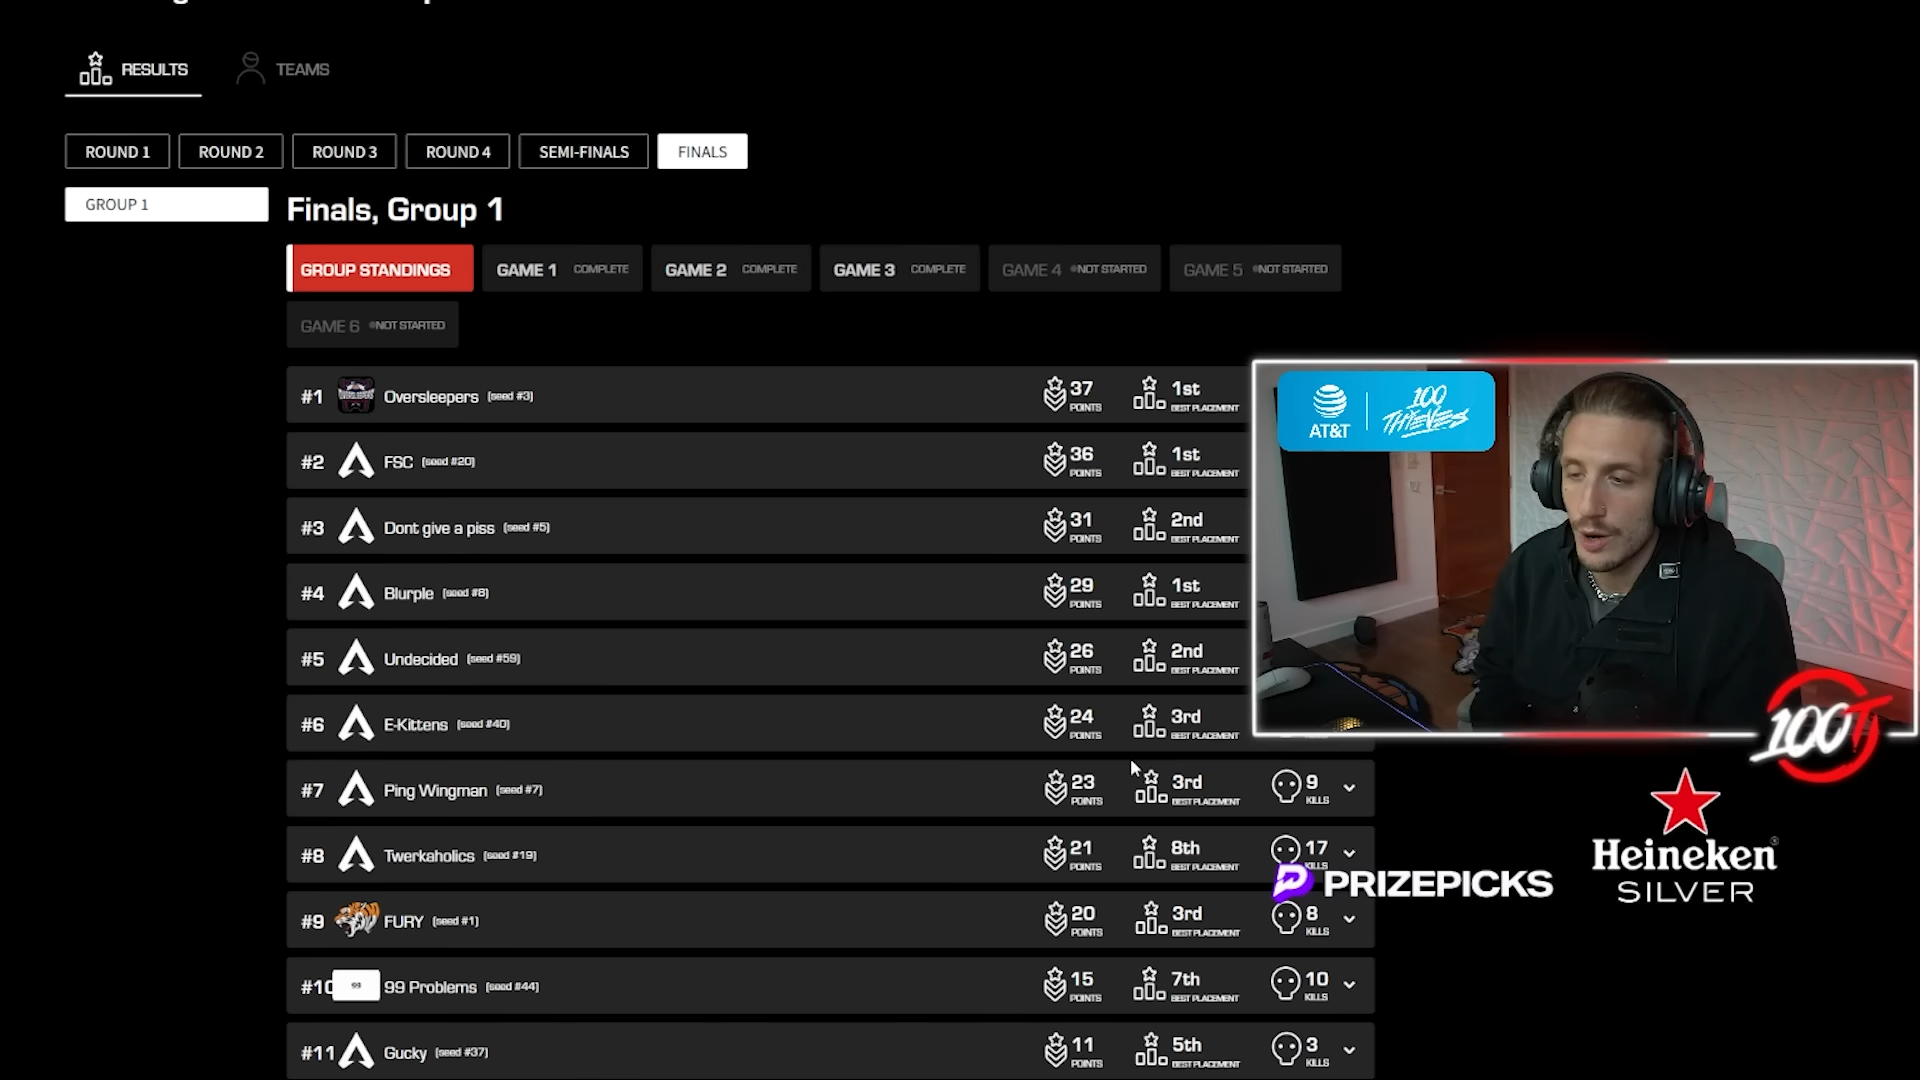 RESULTS TEAMS
ROUND 1 ROUND 2 ROUND 3 ROUND 4 SEMI-FINALS FINALS
GROUP 1
Finals, Group 1
GROUP STANDINGS GAME 1 COMPLETE GAME 2 COMPLETE GAME 3 COMPLETE GAME 4 NOT STARTED GAME 5 NOT STARTED
GAME 6 NOT STARTED
#1 Oversleepers (seed #3) 37 POINTS 1st BEST PLACEMENT
#2 FSC (seed #20) 36 POINTS 1st BEST PLACEMENT
#3 Dont give a piss (seed #5) 31 POINTS 2nd BEST PLACEMENT
#4 Blurple (seed #8) 29 POINTS 1st BEST PLACEMENT
#5 Undecided (seed #59) 26 POINTS 2nd BEST PLACEMENT
#6 E-Kittens (seed #40) 24 POINTS 3rd BEST PLACEMENT
#7 Ping Wingman (seed #7) 23 POINTS 3rd BEST PLACEMENT 9 KILLS
#8 Twerkaholics (seed #19) 21 POINTS 8th BEST PLACEMENT 17 KILLS
#9 FURY (seed #1) 20 POINTS 3rd BEST PLACEMENT 8 KILLS
#10 99 99 Problems (seed #44) 15 POINTS 7th BEST PLACEMENT 10 KILLS
#11 Gucky (seed #37) 11 POINTS 5th BEST PLACEMENT 3 KILLS
AT&T
100
THIEVES
100T
PRIZEPICKS
Heineken
SILVER